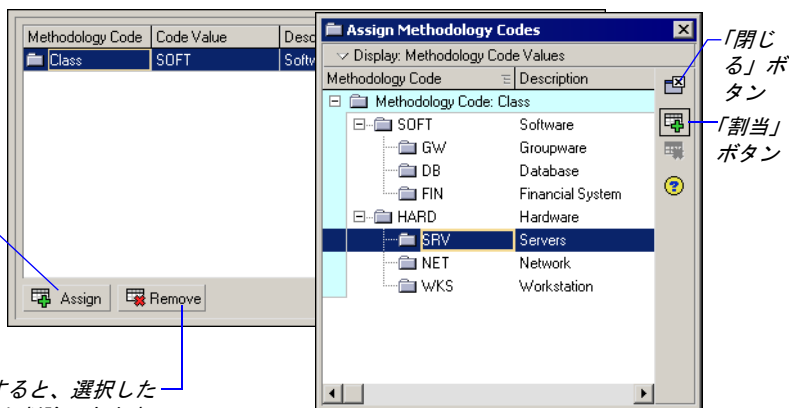 Methodology Code Code Value Desc
Class SOFT Softw
Assign Remove
Assign Methodology Codes
Display: Methodology Code Values
Methodology Code Description
Methodology Code: Class
SOFT Software
GW Groupware
DB Database
FIN Financial System
HARD Hardware
SRV Servers
NET Network
WKS Workstation
「閉じ
る」ボ
タン
「割当」
ボタン
すると、選択した